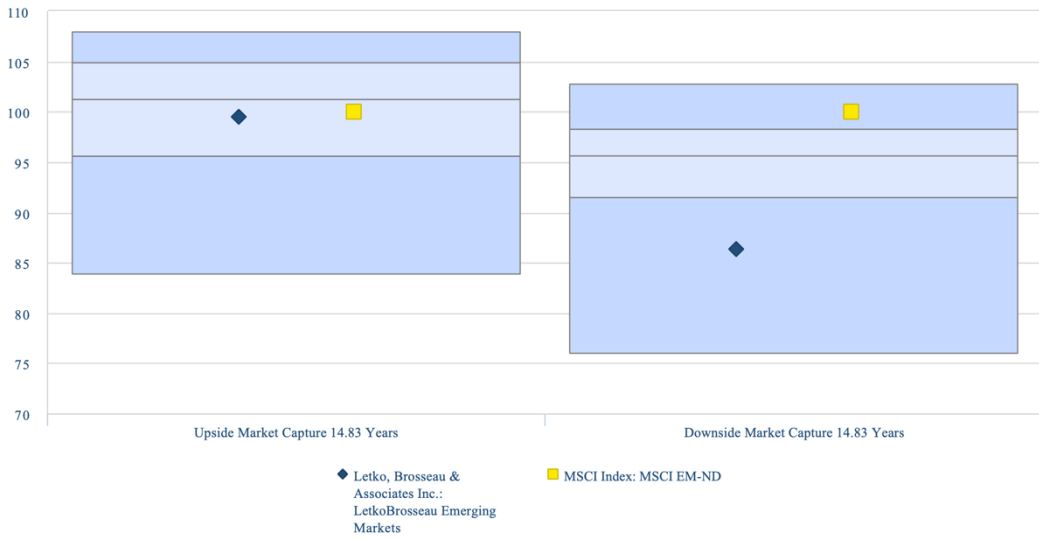 110
105
100
95
90
85
80
75
70
Upside Market Capture 14.83 Years
Downside Market Capture 14.83 Years
Letko, Brosseau &
Associates Inc.:
LetkoBrosseau Emerging
Markets
MSCI Index: MSCI EM-ND